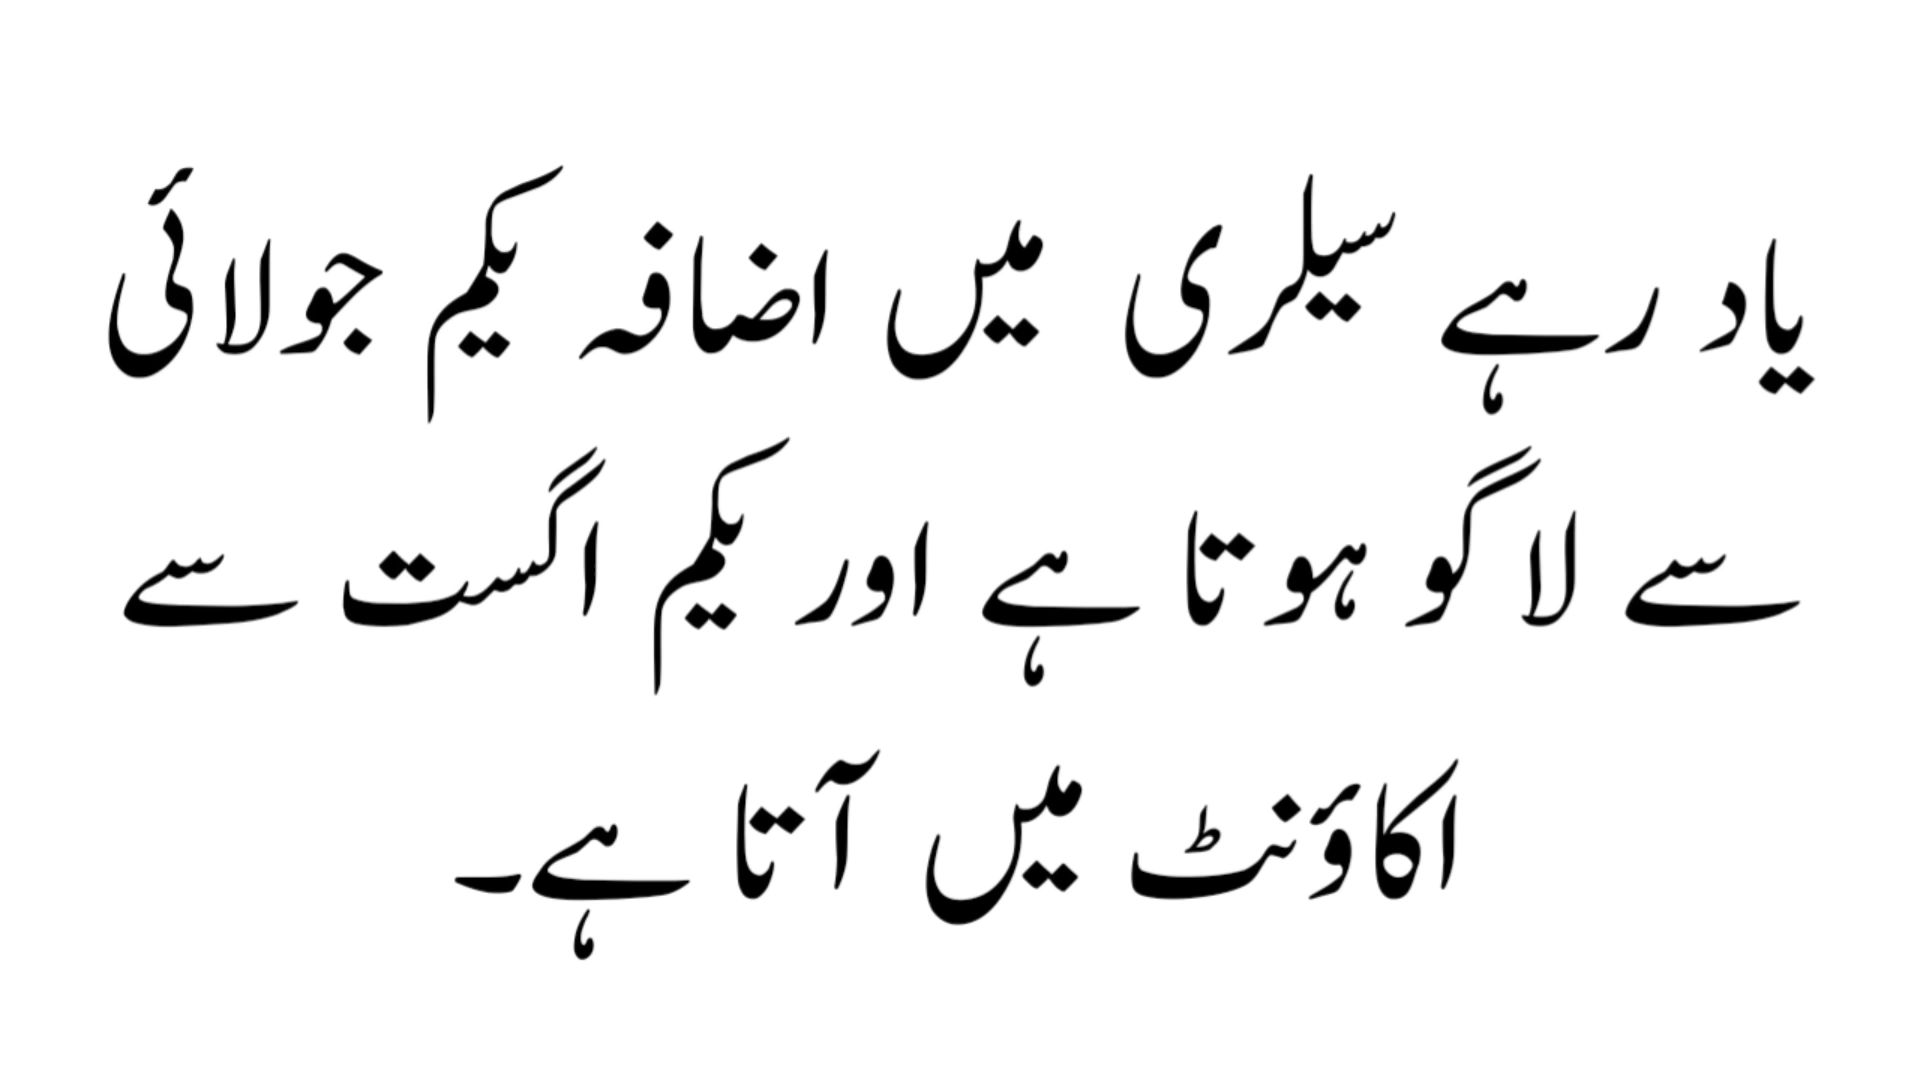 یاد رہے سیلری میں اضافہ یکم جولائی
سے لاگو ہوتا ہے اور یکم اگست سے
اکاؤنٹ میں آتا ہے۔